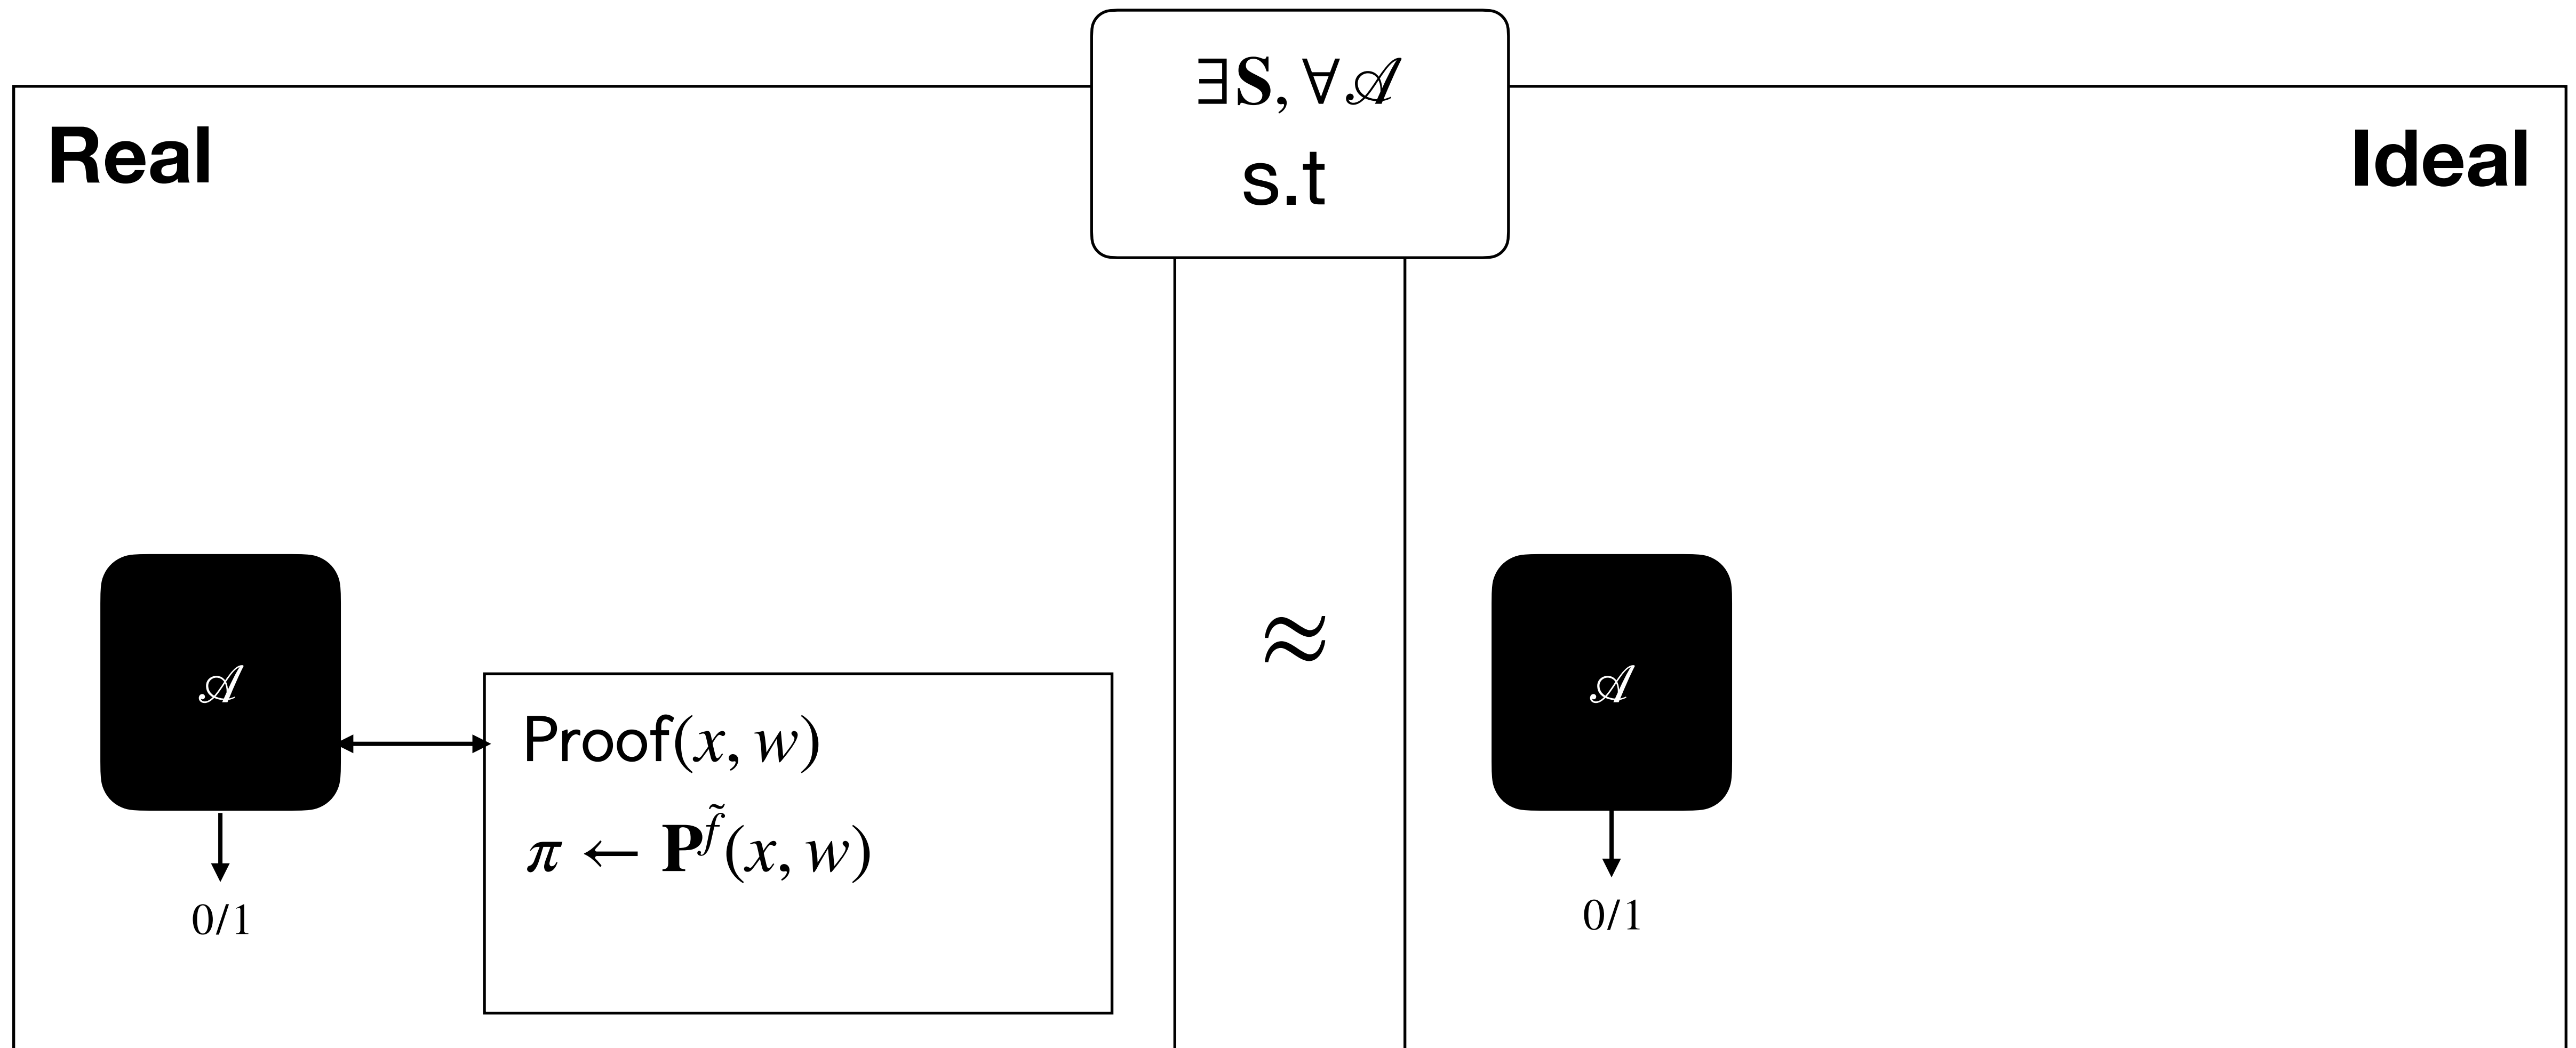 ∃S, ∀𝒜
s.t
Real
Ideal
≈
𝒜
Proof(x, w)
π ← P^f̃(x, w)
0/1
𝒜
0/1